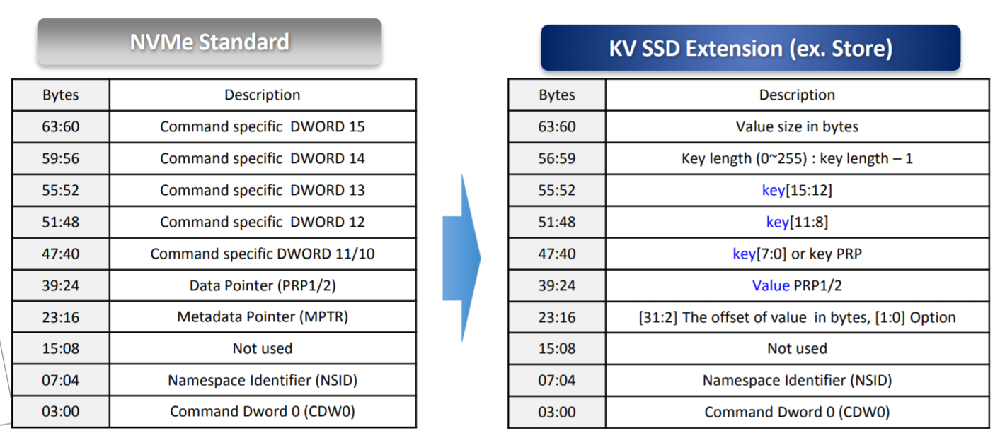 NVMe Standard
Bytes Description
63:60 Command specific DWORD 15
59:56 Command specific DWORD 14
55:52 Command specific DWORD 13
51:48 Command specific DWORD 12
47:40 Command specific DWORD 11/10
39:24 Data Pointer (PRP1/2)
23:16 Metadata Pointer (MPTR)
15:08 Not used
07:04 Namespace Identifier (NSID)
03:00 Command Dword 0 (CDW0)
KV SSD Extension (ex. Store)
Bytes Description
63:60 Value size in bytes
56:59 Key length (0~255) : key length – 1
55:52 key[15:12]
51:48 key[11:8]
47:40 key[7:0] or key PRP
39:24 Value PRP1/2
23:16 [31:2] The offset of value in bytes, [1:0] Option
15:08 Not used
07:04 Namespace Identifier (NSID)
03:00 Command Dword 0 (CDW0)